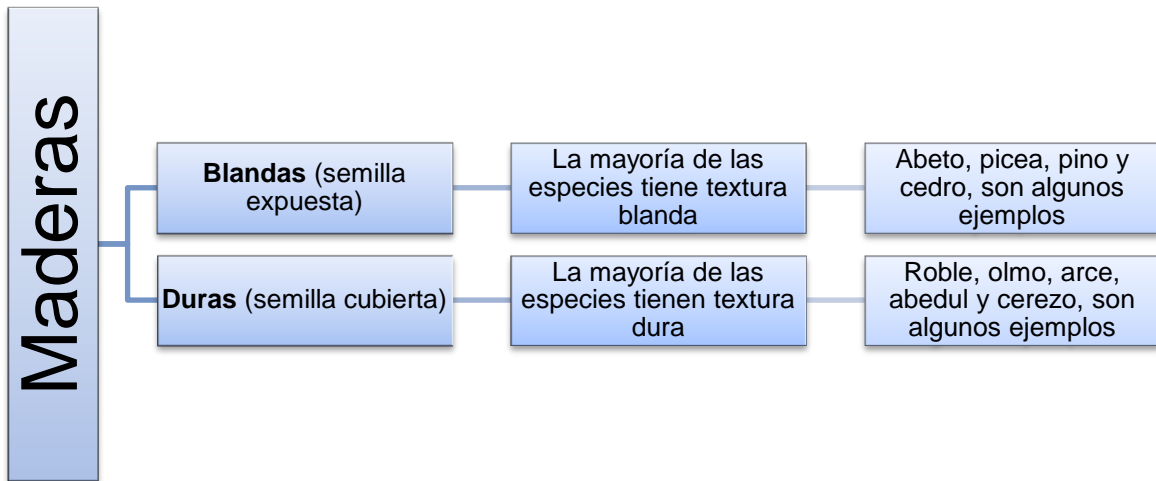 Maderas
Blandas (semilla
expuesta)
La mayoría de las
especies tiene textura
blanda
Abeto, picea, pino y
cedro, son algunos
ejemplos
Duras (semilla cubierta)
La mayoría de las
especies tienen textura
dura
Roble, olmo, arce,
abedul y cerezo, son
algunos ejemplos